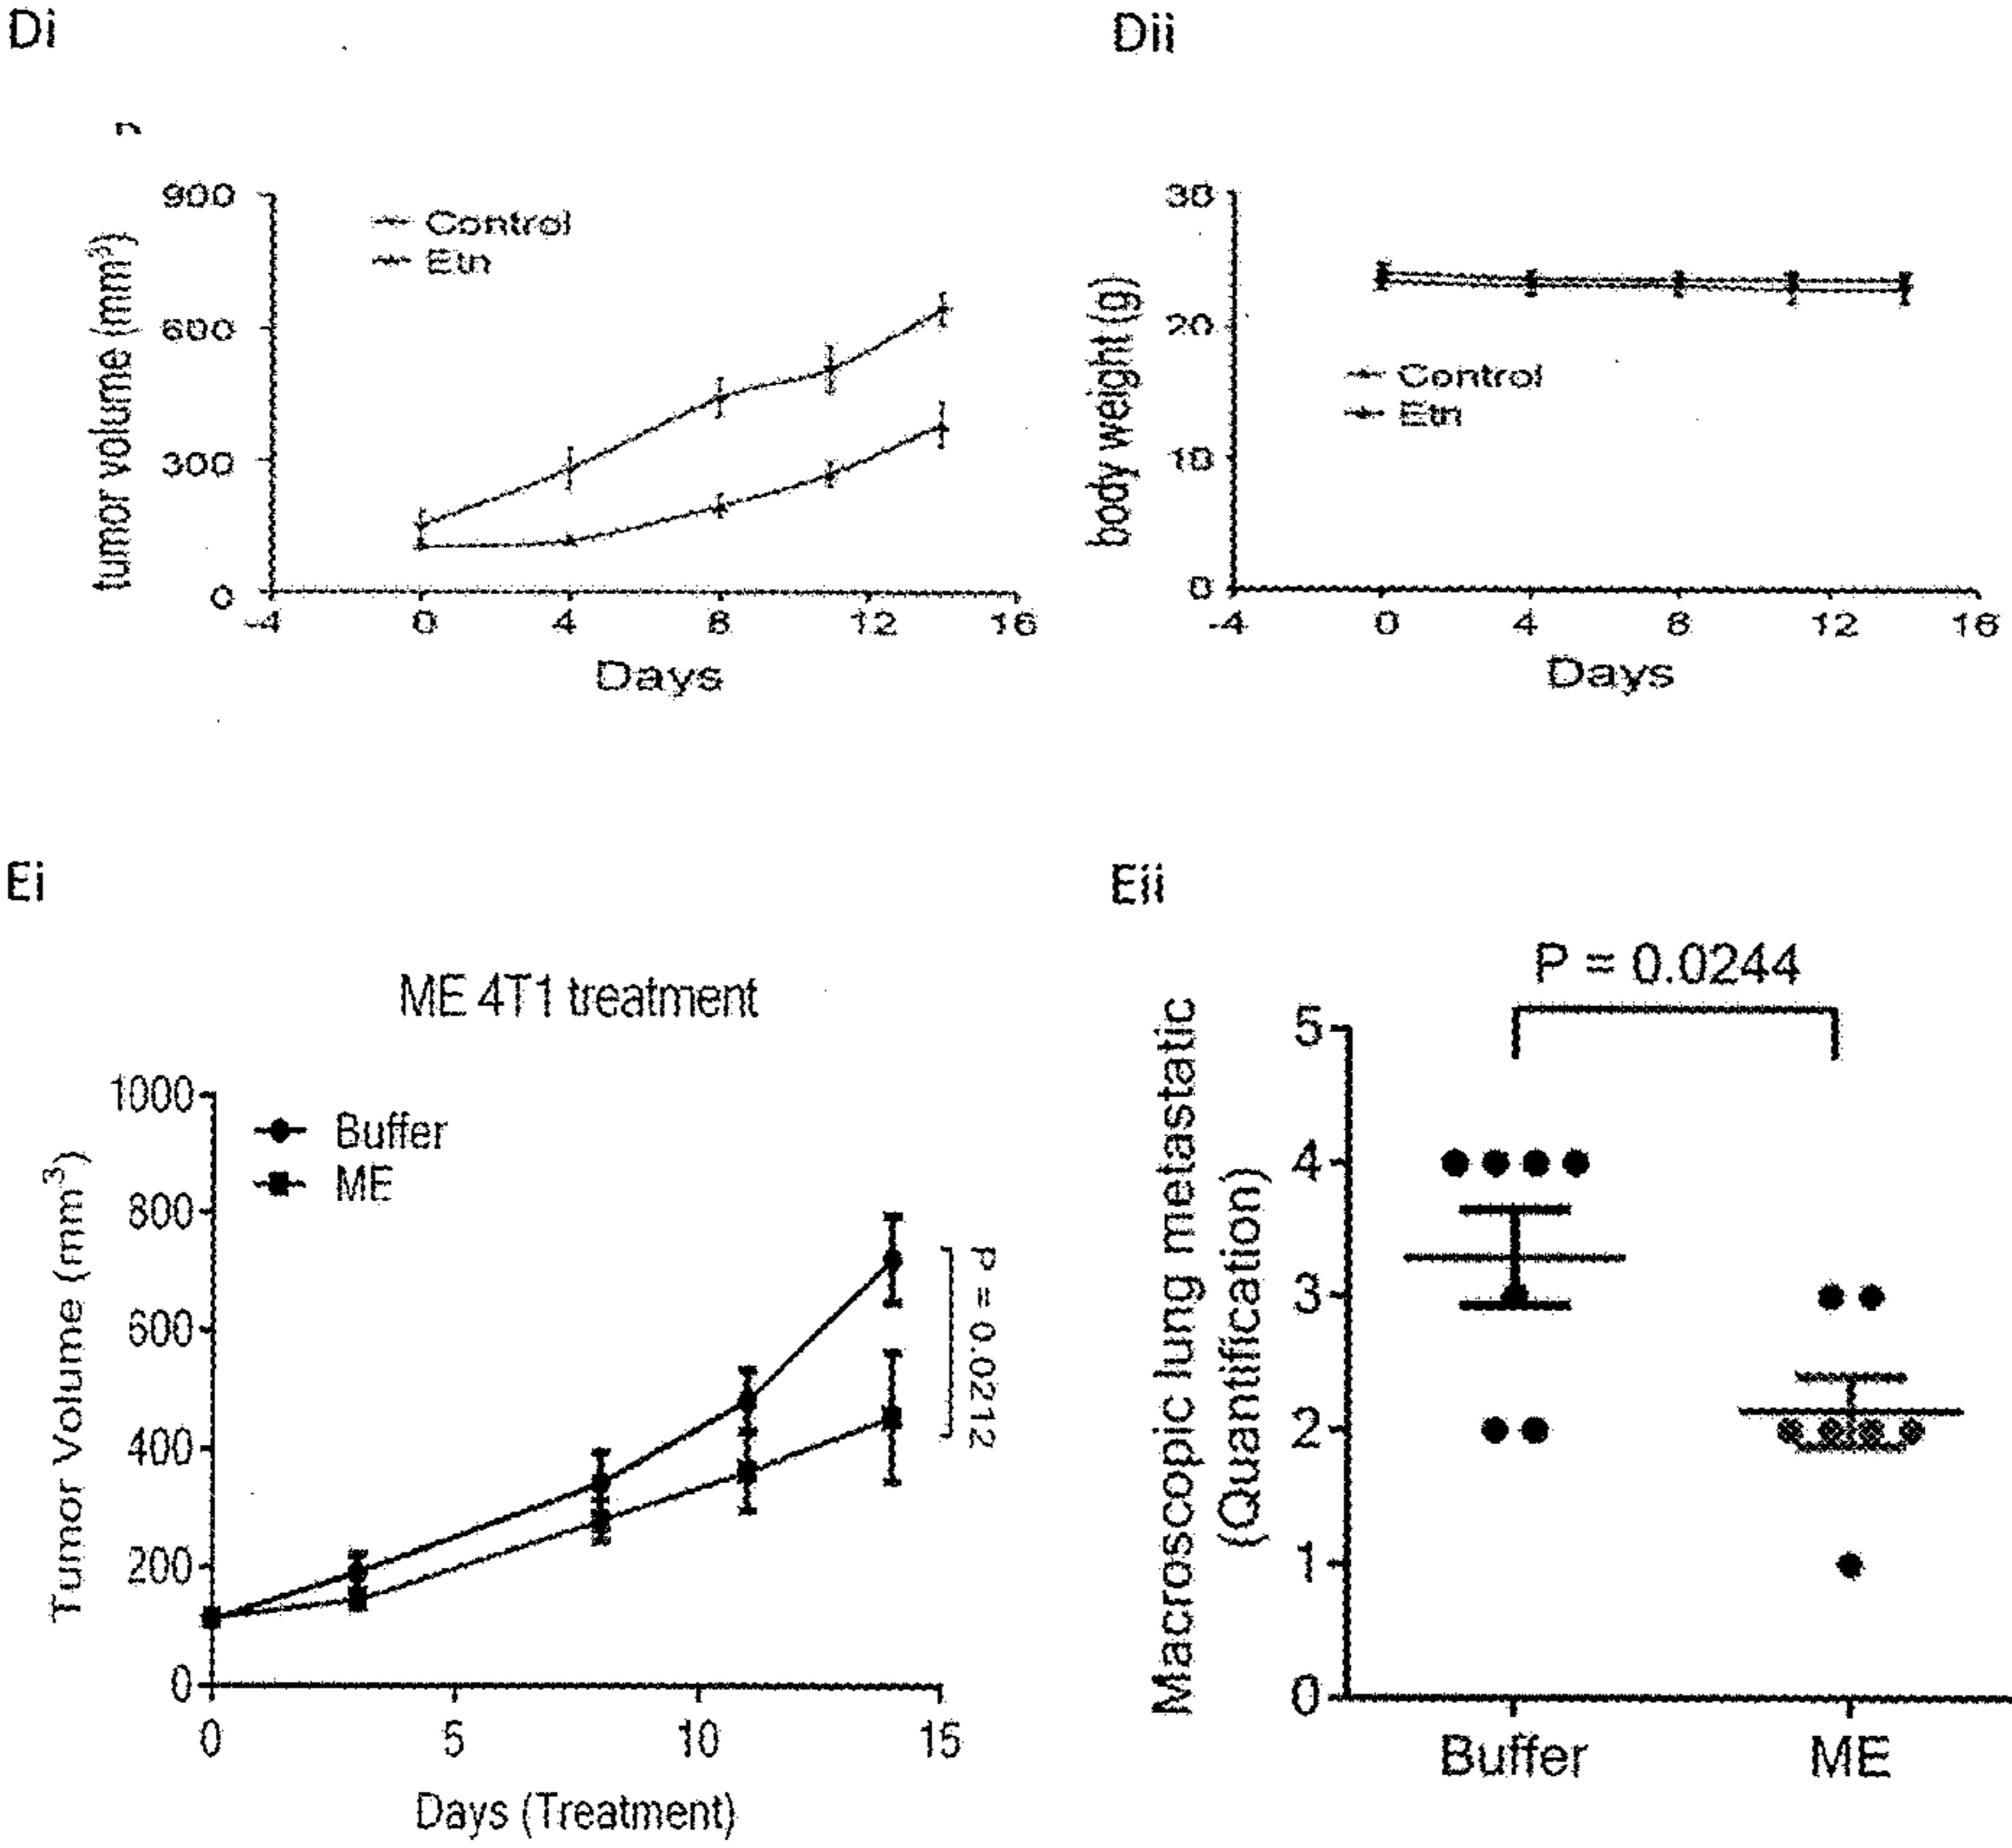 Di
Dii
900
600
300
0
-4
0
4
8
12
16
tumor volume (mm³)
Control
Etn
Days
30
20
10
0
-4
0
4
8
12
16
body weight (g)
Control
Etn
Days
Ei
Eii
ME 4T1 treatment
1000
800
600
400
200
0
0
5
10
15
Tumor Volume (mm³)
Buffer
ME
P = 0.0212
Days (Treatment)
P = 0.0244
5
4
3
2
1
0
Macroscopic lung metastatic
(Quantification)
Buffer
ME